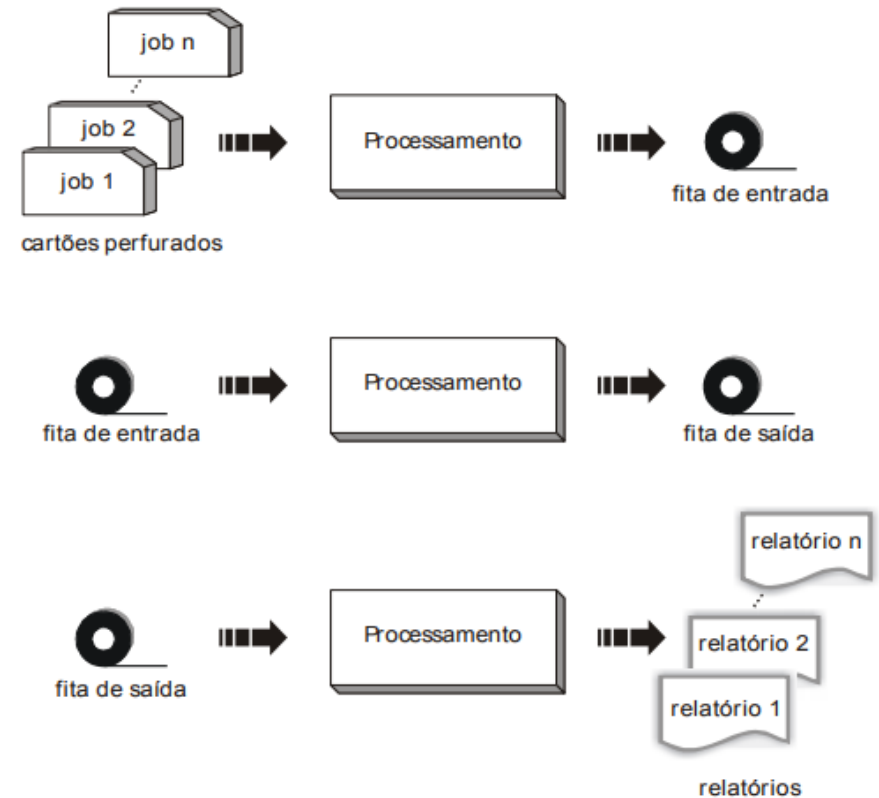 job n
job 2
job 1
cartões perfurados
Processamento
fita de entrada
fita de entrada
Processamento
fita de saída
fita de saída
Processamento
relatório n
relatório 2
relatório 1
relatórios